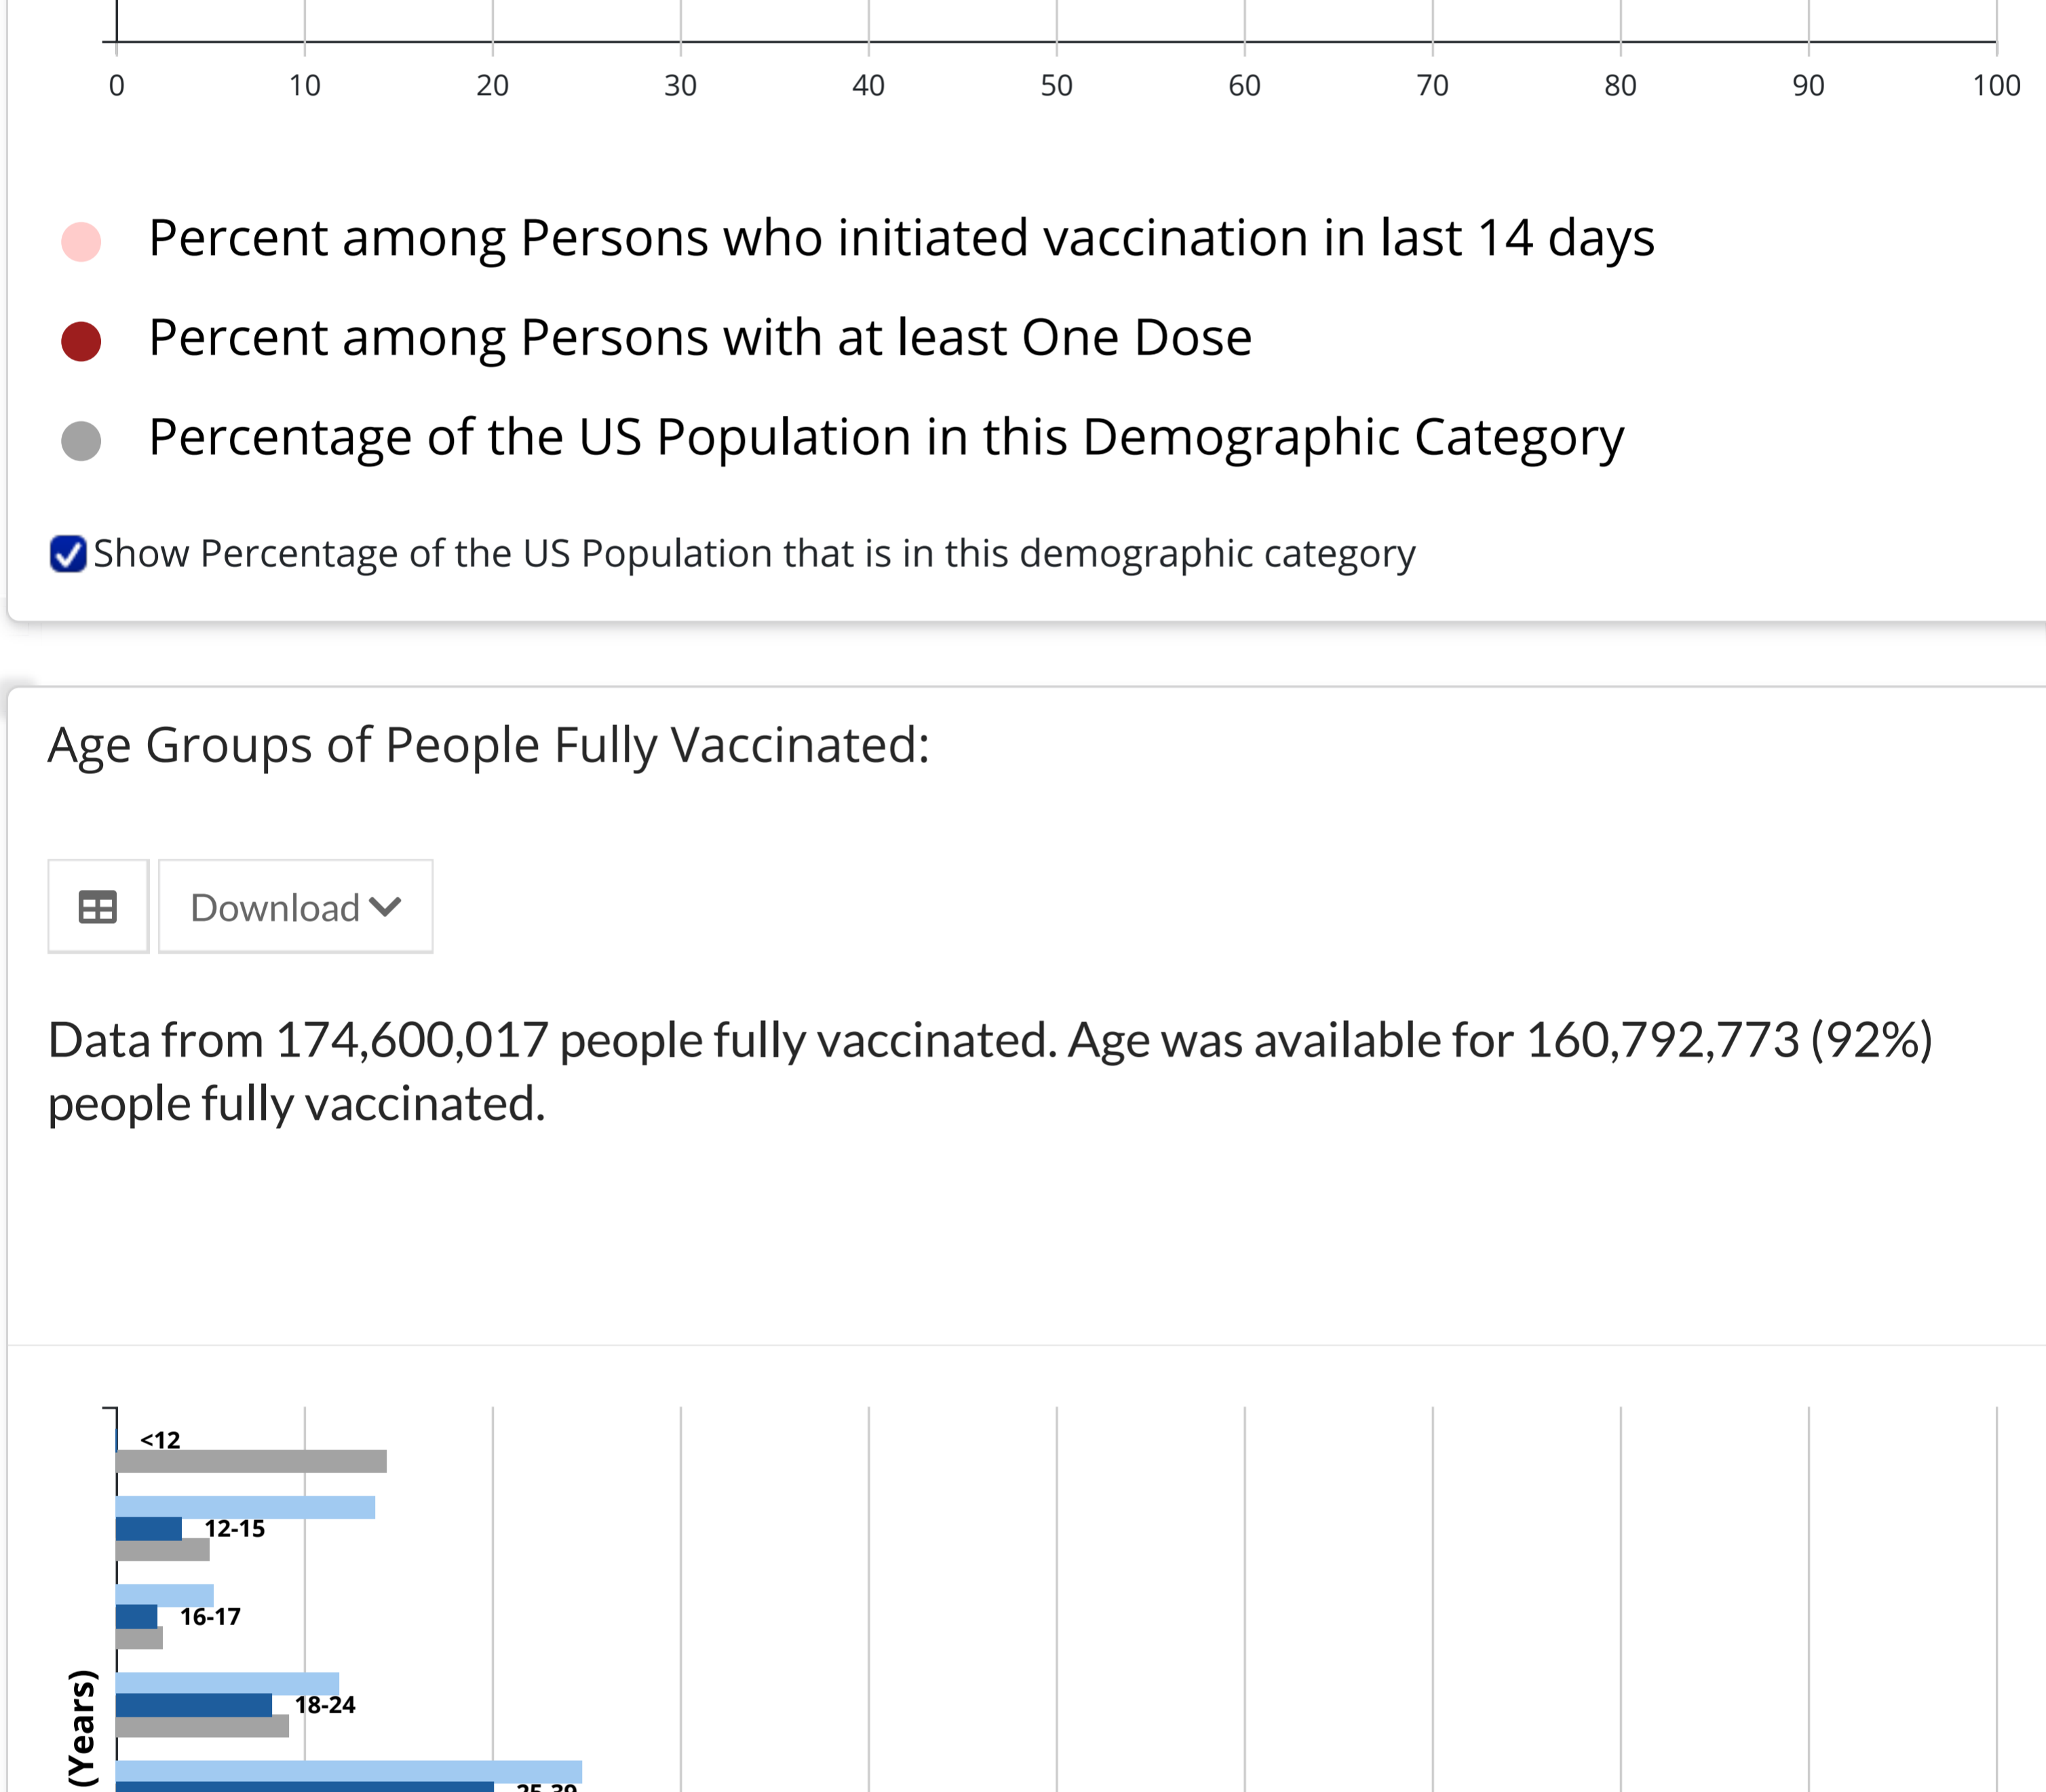 0 10 20 30 40 50 60 70 80 90 100
Percent among Persons who initiated vaccination in last 14 days
Percent among Persons with at least One Dose
Percentage of the US Population in this Demographic Category
Show Percentage of the US Population that is in this demographic category
Age Groups of People Fully Vaccinated:
Download
Data from 174,600,017 people fully vaccinated. Age was available for 160,792,773 (92%)
people fully vaccinated.
<12
12-15
16-17
18-24
(Years)
25-39